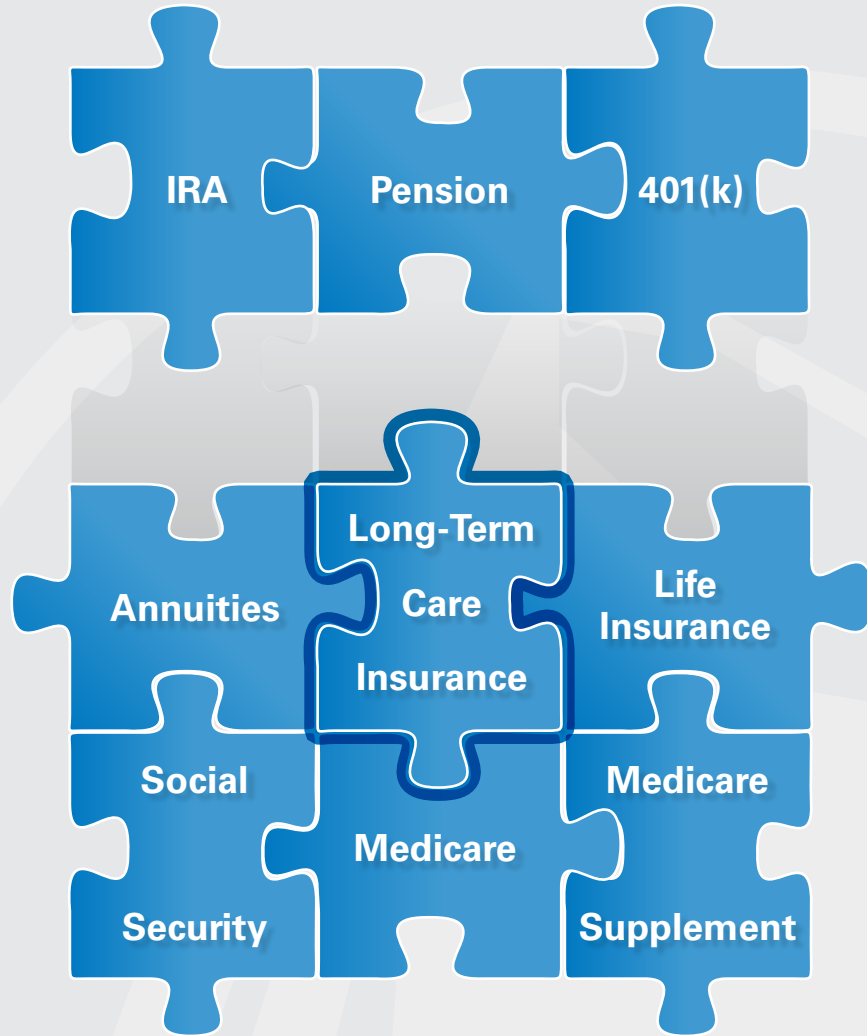 IRA
Pension
401(k)
Annuities
Long-Term
Care
Insurance
Life
Insurance
Social
Security
Medicare
Medicare
Supplement